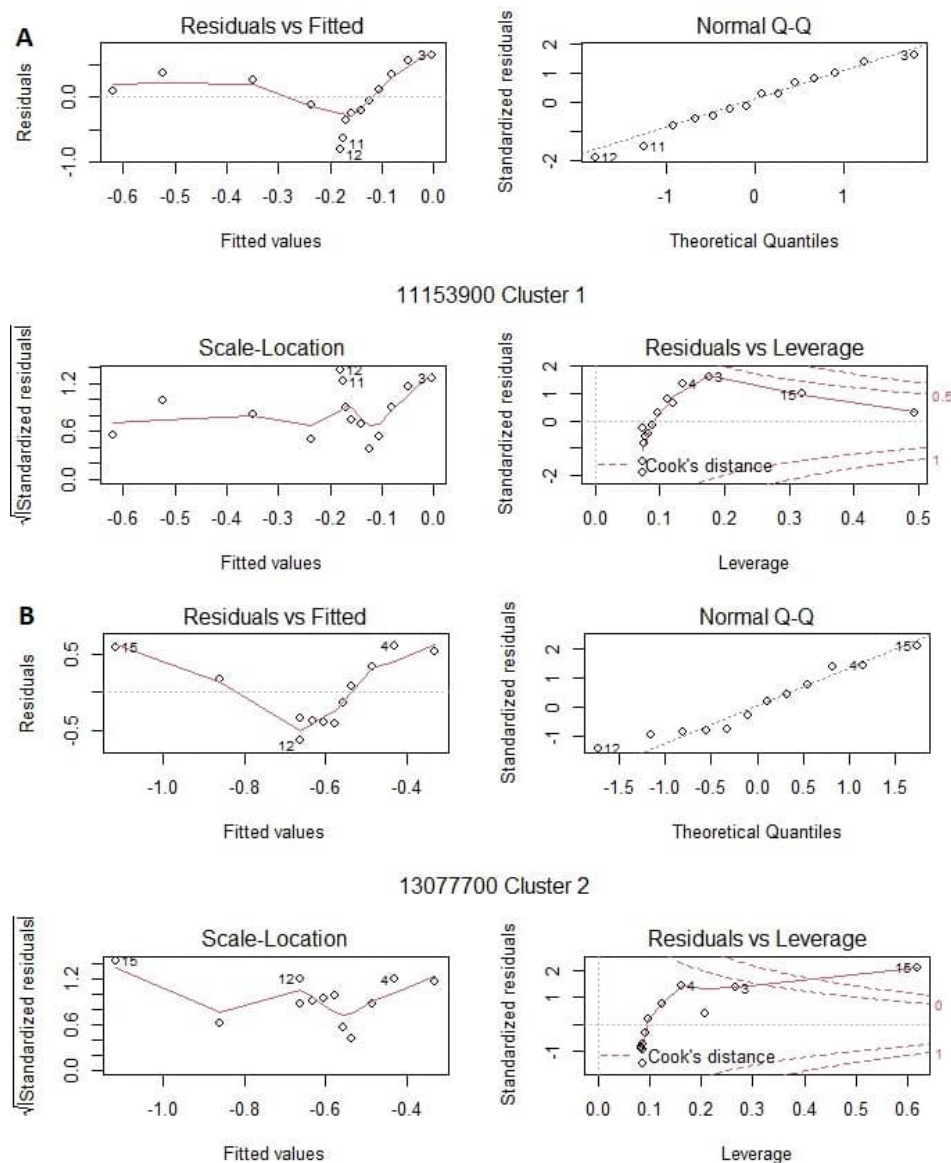 A
Residuals vs Fitted
Residuals
0.0
-1.0
3
11
12
-0.6 -0.5 -0.4 -0.3 -0.2 -0.1 0.0
Fitted values
Normal Q-Q
Standardized residuals
2
1
0
-2
3
11
12
-1 0 1
Theoretical Quantiles
11153900 Cluster 1
Scale-Location
√|Standardized residuals|
1.2
0.6
0.0
12
11
3
-0.6 -0.5 -0.4 -0.3 -0.2 -0.1 0.0
Fitted values
Residuals vs Leverage
Standardized residuals
2
1
0
-2
4
3
15
0.5
1
Cook's distance
0.0 0.1 0.2 0.3 0.4 0.5
Leverage
B
Residuals vs Fitted
Residuals
0.5
-0.5
15
4
12
-1.0 -0.8 -0.6 -0.4
Fitted values
Normal Q-Q
Standardized residuals
2
1
0
-1
15
4
12
-1.5 -1.0 -0.5 0.0 0.5 1.0 1.5
Theoretical Quantiles
13077700 Cluster 2
Scale-Location
√|Standardized residuals|
1.2
0.6
0.0
15
12
4
-1.0 -0.8 -0.6 -0.4
Fitted values
Residuals vs Leverage
Standardized residuals
2
1
-1
15
4
3
0
1
Cook's distance
0.0 0.1 0.2 0.3 0.4 0.5 0.6
Leverage